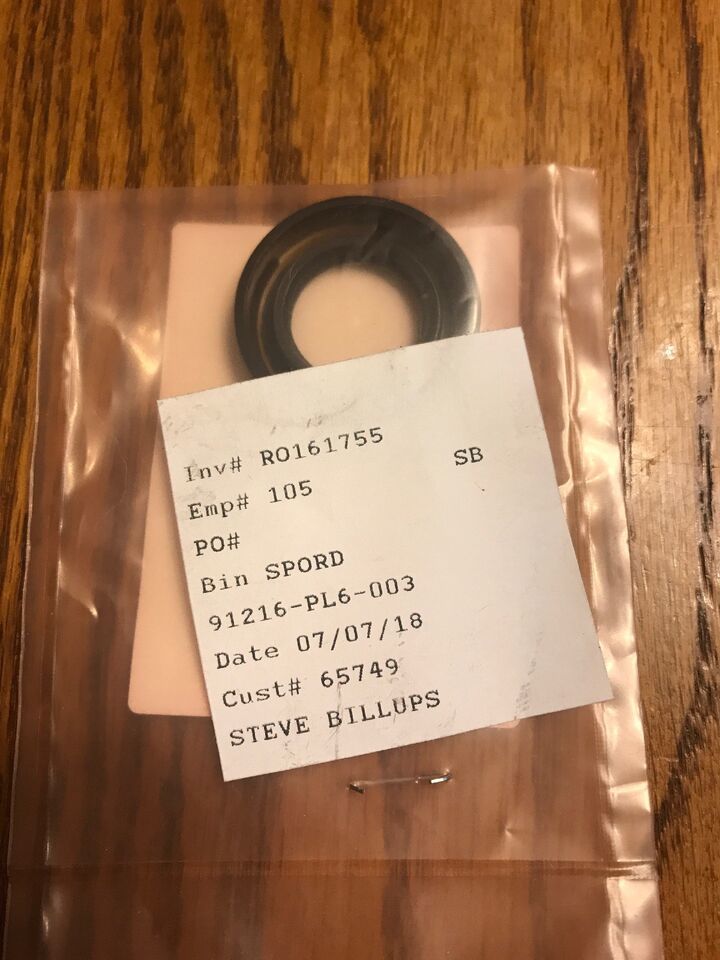 Inv# RO161755
SB
Emp# 105
PO#
Bin SPORD
91216-PL6-003
Date 07/07/18
Cust# 65749
STEVE BILLUPS